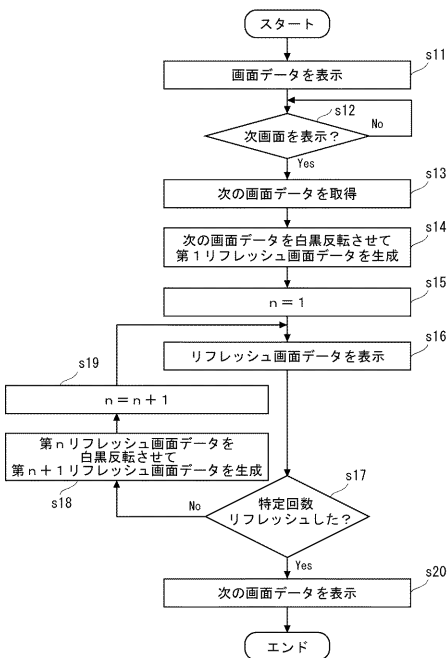 スタート
s11
画面データを表示
s12
次画面を表示？
No
Yes
s13
次の画面データを取得
s14
次の画面データを白黒反転させて
第１リフレッシュ画面データを生成
s15
ｎ＝１
s16
リフレッシュ画面データを表示
s19
ｎ＝ｎ＋１
第ｎリフレッシュ画面データを
白黒反転させて
第ｎ＋１リフレッシュ画面データを生成
s18
s17
特定回数
リフレッシュした？
No
Yes
s20
次の画面データを表示
エンド